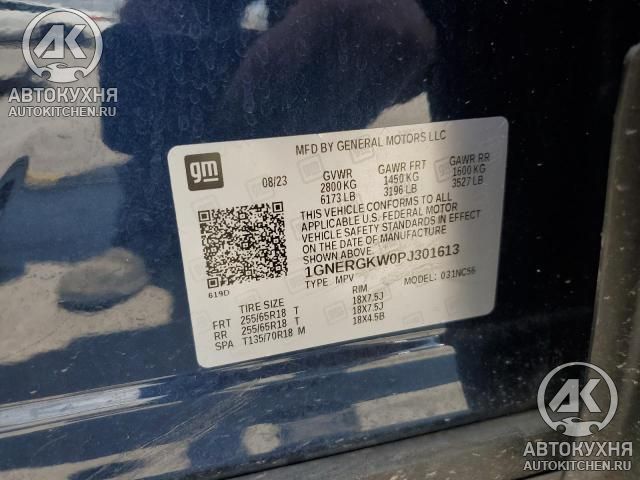 AK
АВТОКУХНЯ
AUTOKITCHEN.RU
gm
MFD BY GENERAL MOTORS LLC
08/23
GVWR GAWR FRT GAWR RR
2800 KG 1450 KG 1600 KG
6173 LB 3196 LB 3527 LB
THIS VEHICLE CONFORMS TO ALL
APPLICABLE U.S. FEDERAL MOTOR
VEHICLE SAFETY STANDARDS IN EFFECT
ON THE DATE OF MANUFACTURE
1GNERGKW0PJ301613
TYPE: MPV MODEL: 031NC56
619D
TIRE SIZE RIM
FRT 255/65R18 T 18X7.5J
RR 255/65R18 T 18X7.5J
SPA T135/70R18 M 18X4.5B
AK
АВТОКУХНЯ
AUTOKITCHEN.RU